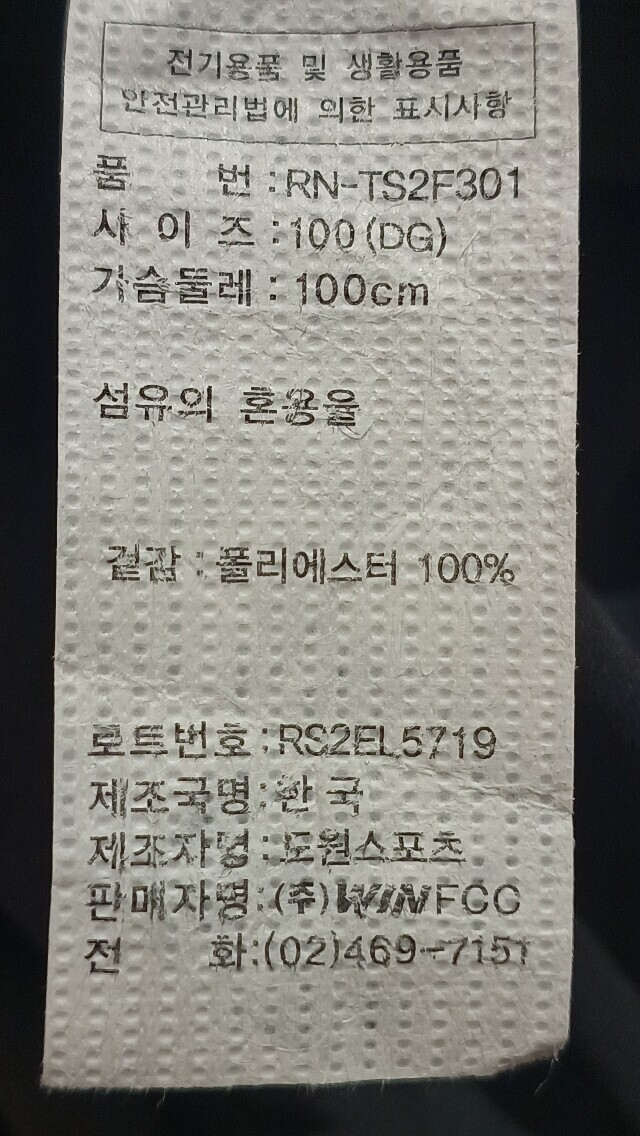 전기용품 및 생활용품
안전관리법에 의한 표시사항
품 번 : RN-TS2F301
사 이 즈 : 100 (DG)
가슴둘레 : 100cm
섬유의 혼용율
겉감 : 폴리에스터 100%
로트번호 : RS2EL5719
제조국명 : 한 국
제조자명 : 도원스포츠
판매자명 : (주)WINFCC
전 화 : (02)469-7151